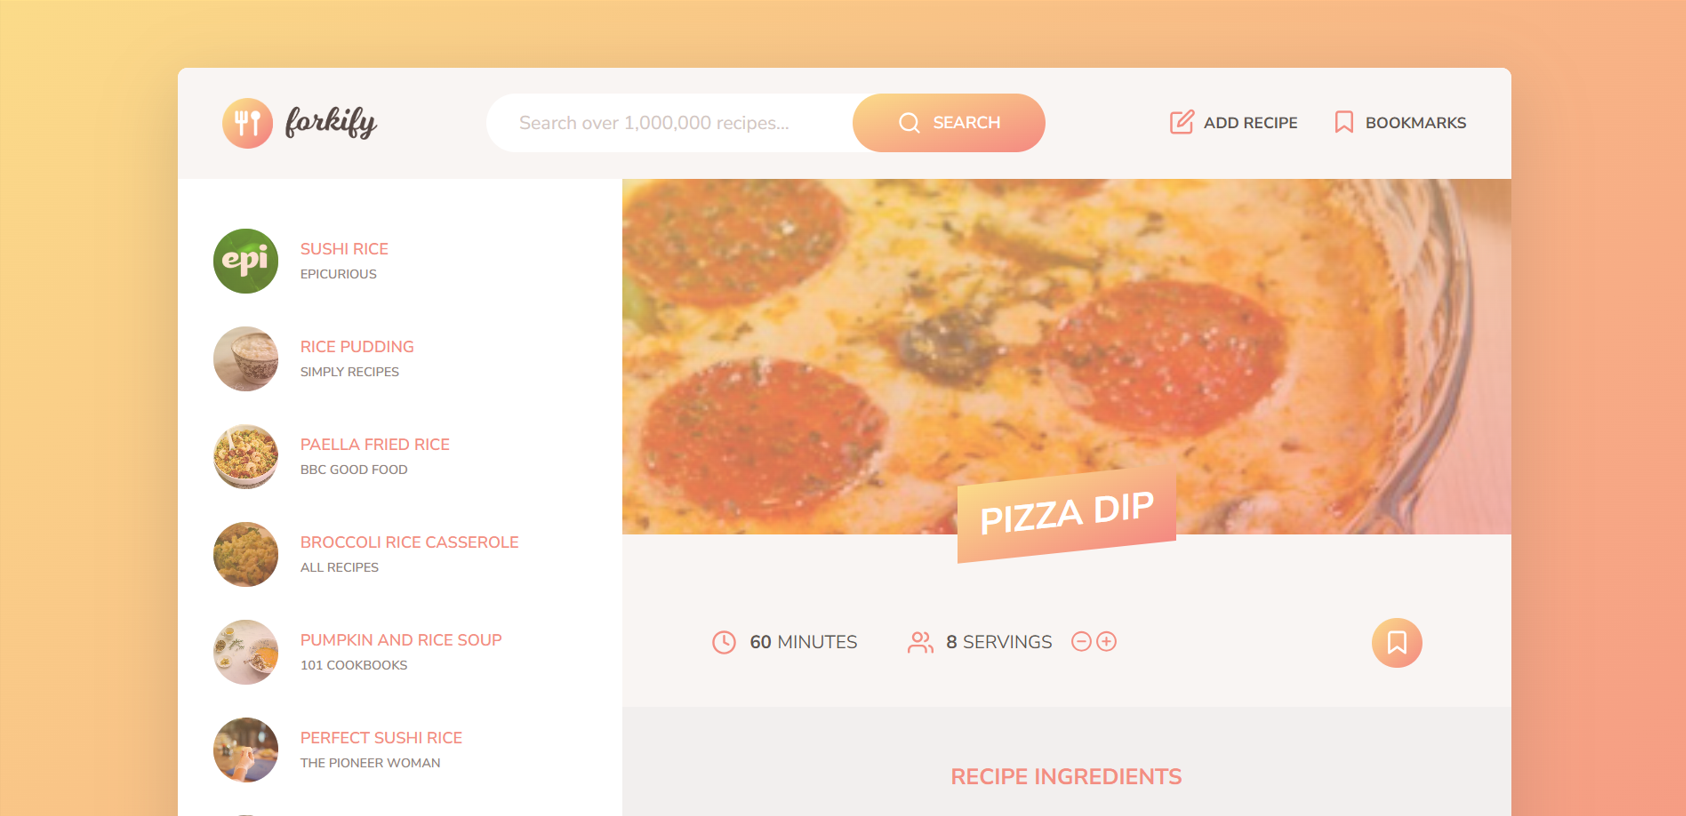 forkify
Search over 1,000,000 recipes...
SEARCH
ADD RECIPE
BOOKMARKS
epi
SUSHI RICE
EPICURIOUS
RICE PUDDING
SIMPLY RECIPES
PAELLA FRIED RICE
BBC GOOD FOOD
BROCCOLI RICE CASSEROLE
ALL RECIPES
PUMPKIN AND RICE SOUP
101 COOKBOOKS
PERFECT SUSHI RICE
THE PIONEER WOMAN
PIZZA DIP
60 MINUTES
8 SERVINGS
RECIPE INGREDIENTS